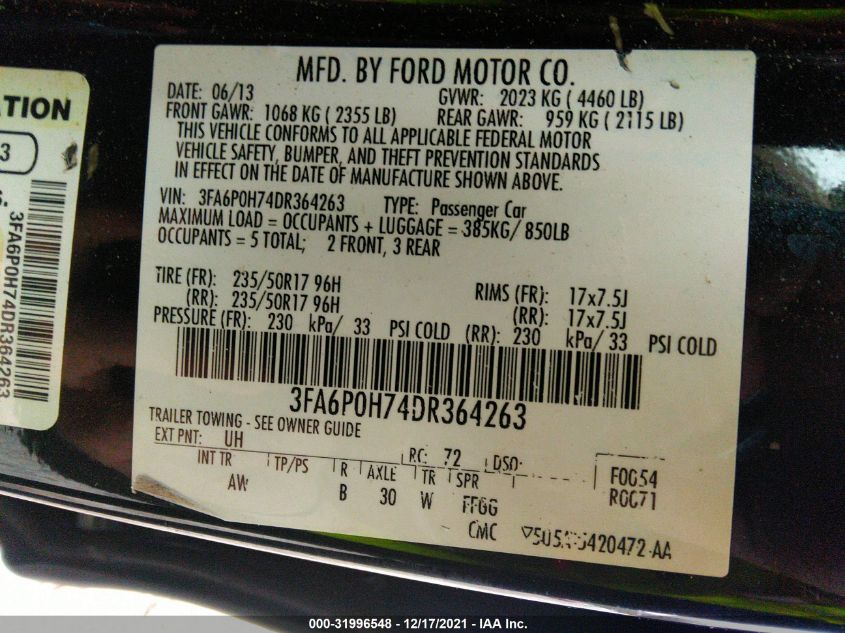 MFD. BY FORD MOTOR CO.
DATE: 06/13 GVWR: 2023 KG ( 4460 LB)
FRONT GAWR: 1068 KG ( 2355 LB) REAR GAWR: 959 KG ( 2115 LB)
THIS VEHICLE CONFORMS TO ALL APPLICABLE FEDERAL MOTOR
VEHICLE SAFETY, BUMPER, AND THEFT PREVENTION STANDARDS
IN EFFECT ON THE DATE OF MANUFACTURE SHOWN ABOVE.
VIN: 3FA6P0H74DR364263 TYPE: Passenger Car
MAXIMUM LOAD = OCCUPANTS + LUGGAGE = 385KG/ 850LB
OCCUPANTS = 5 TOTAL; 2 FRONT, 3 REAR
TIRE (FR): 235/50R17 96H RIMS (FR): 17x7.5J
(RR): 235/50R17 96H (RR): 17x7.5J
PRESSURE (FR): 230 kPa/ 33 PSI COLD (RR): 230 kPa/ 33 PSI COLD
3FA6P0H74DR364263
TRAILER TOWING - SEE OWNER GUIDE
EXT PNT: UH RC: 72 DSO: F0054
INT TR TP/PS R AXLE TR SPR R0071
AW B 30 W FFGG
CMC
3
3FA6P0H74DR364263
000-31996548 - 12/17/2021 - IAA Inc.